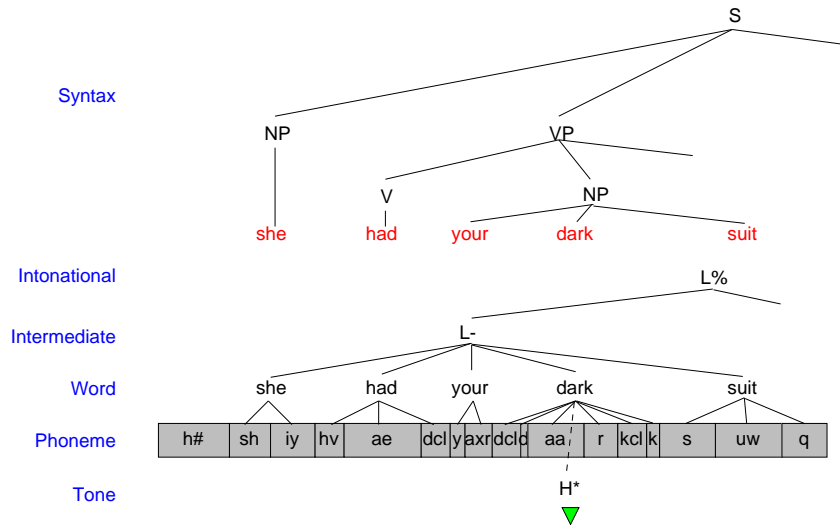 S
Syntax
NP VP
V NP
she had your dark suit
Intonational L%
Intermediate L-
Word she had your dark suit
Phoneme h# sh iy hv ae dcl y axr dcl d aa r kcl k s uw q
Tone H*